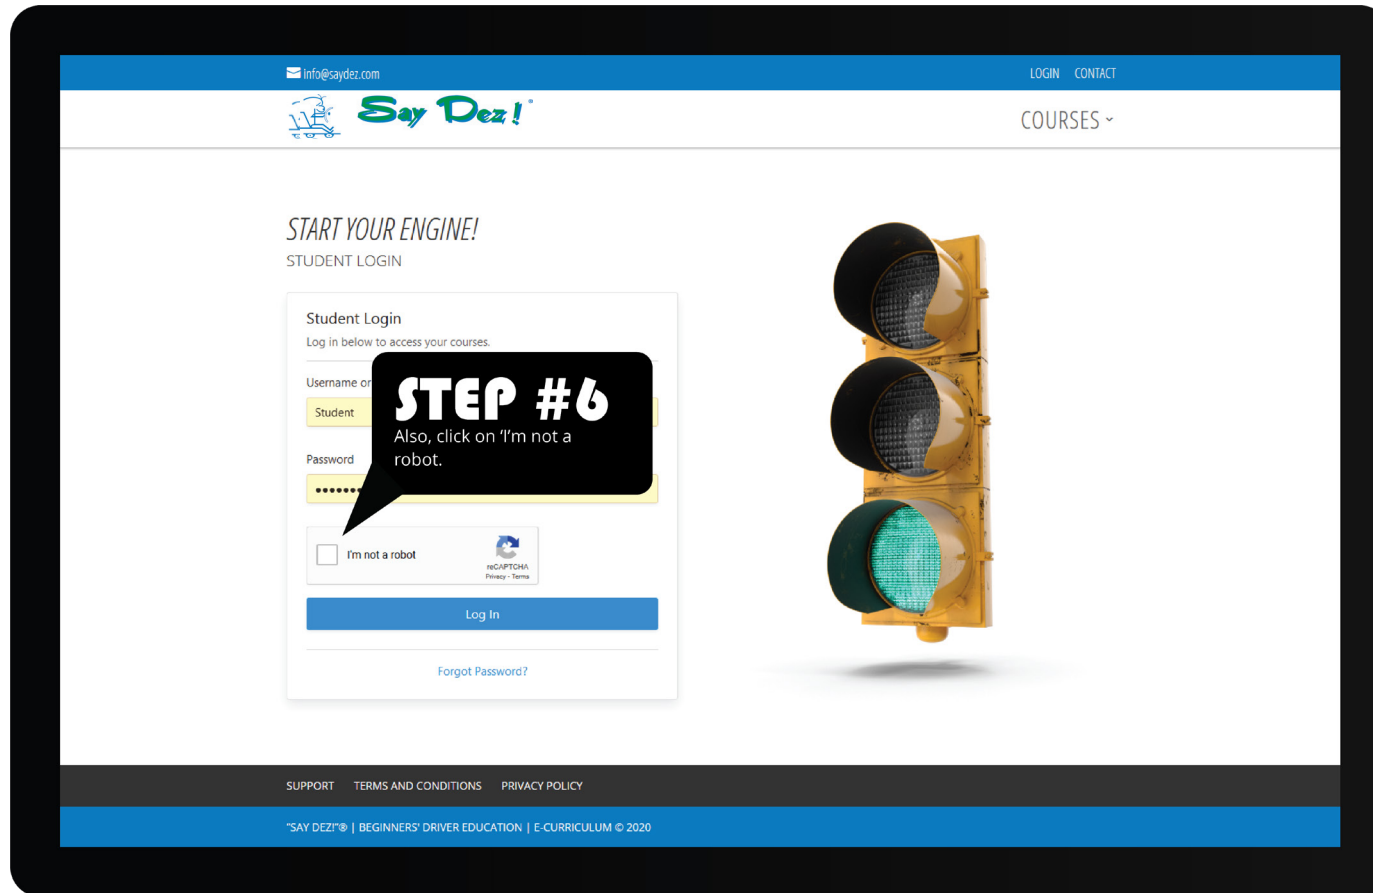 info@saydez.com
LOGIN CONTACT
Say Dez!®
COURSES
START YOUR ENGINE!
STUDENT LOGIN
Student Login
Log in below to access your courses.
Username or
Student
STEP #6
Also, click on ‘I’m not a
robot.
Password
I'm not a robot
reCAPTCHA
Privacy - Terms
Log In
Forgot Password?
SUPPORT TERMS AND CONDITIONS PRIVACY POLICY
"SAY DEZ!"® | BEGINNERS' DRIVER EDUCATION | E-CURRICULUM © 2020